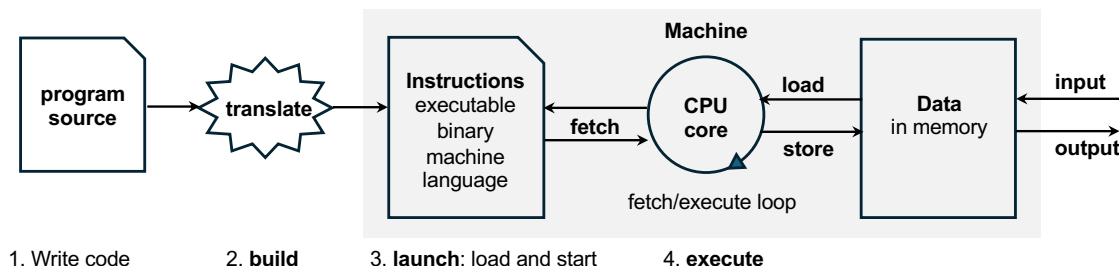 Machine
program
source
translate
Instructions
executable
binary
machine
language
fetch
CPU
core
fetch/execute loop
load
store
Data
in memory
input
output
1. Write code
2. build
3. launch: load and start
4. execute